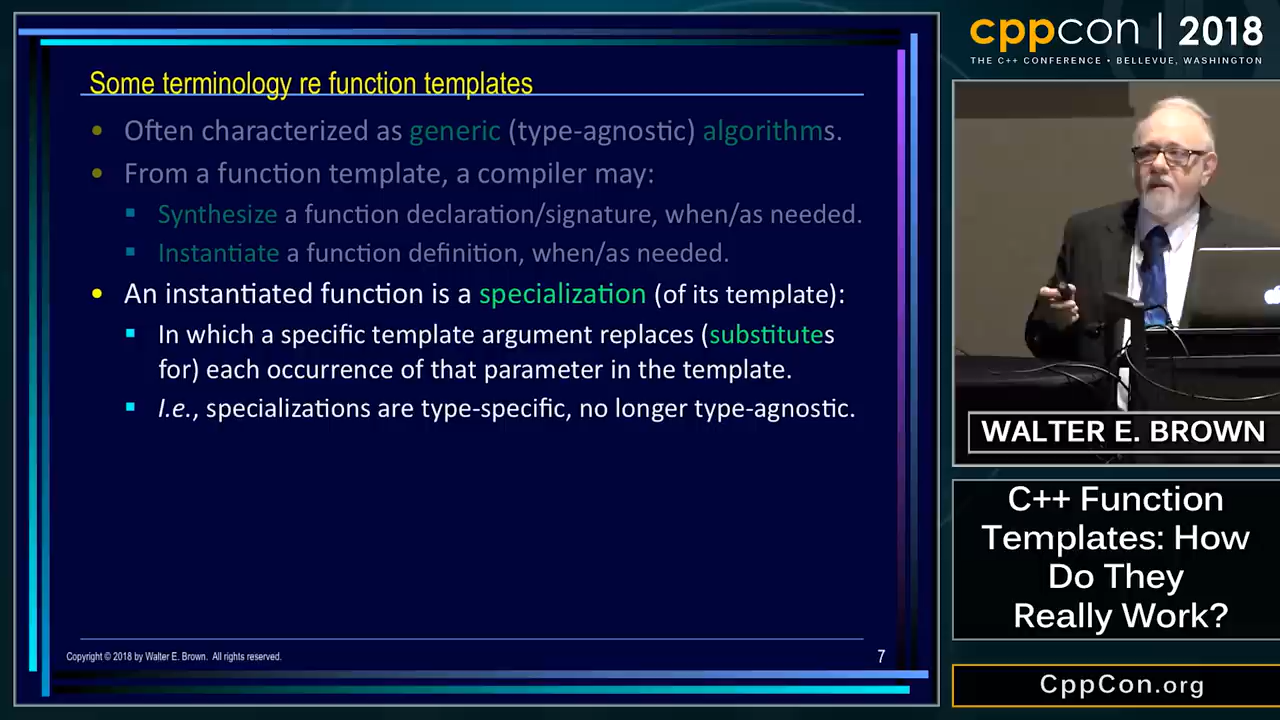 Some terminology re function templates
• Often characterized as generic (type-agnostic) algorithms.
• From a function template, a compiler may:
▪ Synthesize a function declaration/signature, when/as needed.
▪ Instantiate a function definition, when/as needed.
• An instantiated function is a specialization (of its template):
▪ In which a specific template argument replaces (substitutes
for) each occurrence of that parameter in the template.
▪ I.e., specializations are type-specific, no longer type-agnostic.
Copyright © 2018 by Walter E. Brown. All rights reserved.
7
cppcon | 2018
THE C++ CONFERENCE • BELLEVUE, WASHINGTON
WALTER E. BROWN
C++ Function
Templates: How
Do They
Really Work?
CppCon.org